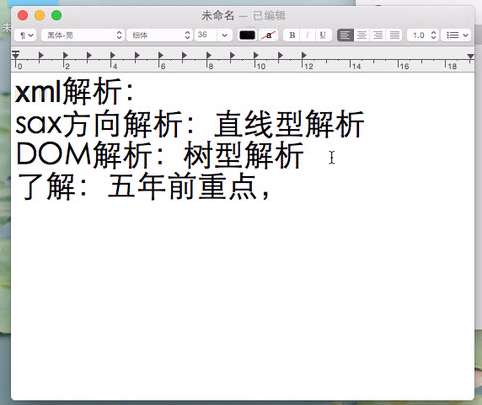 未命名 — 已编辑
¶ 黑体-简 细体 36 a B I U 1.0
0 2 4 6 8 10 12 14 16 18
xml解析：
sax方向解析：直线型解析
DOM解析：树型解析
了解：五年前重点，